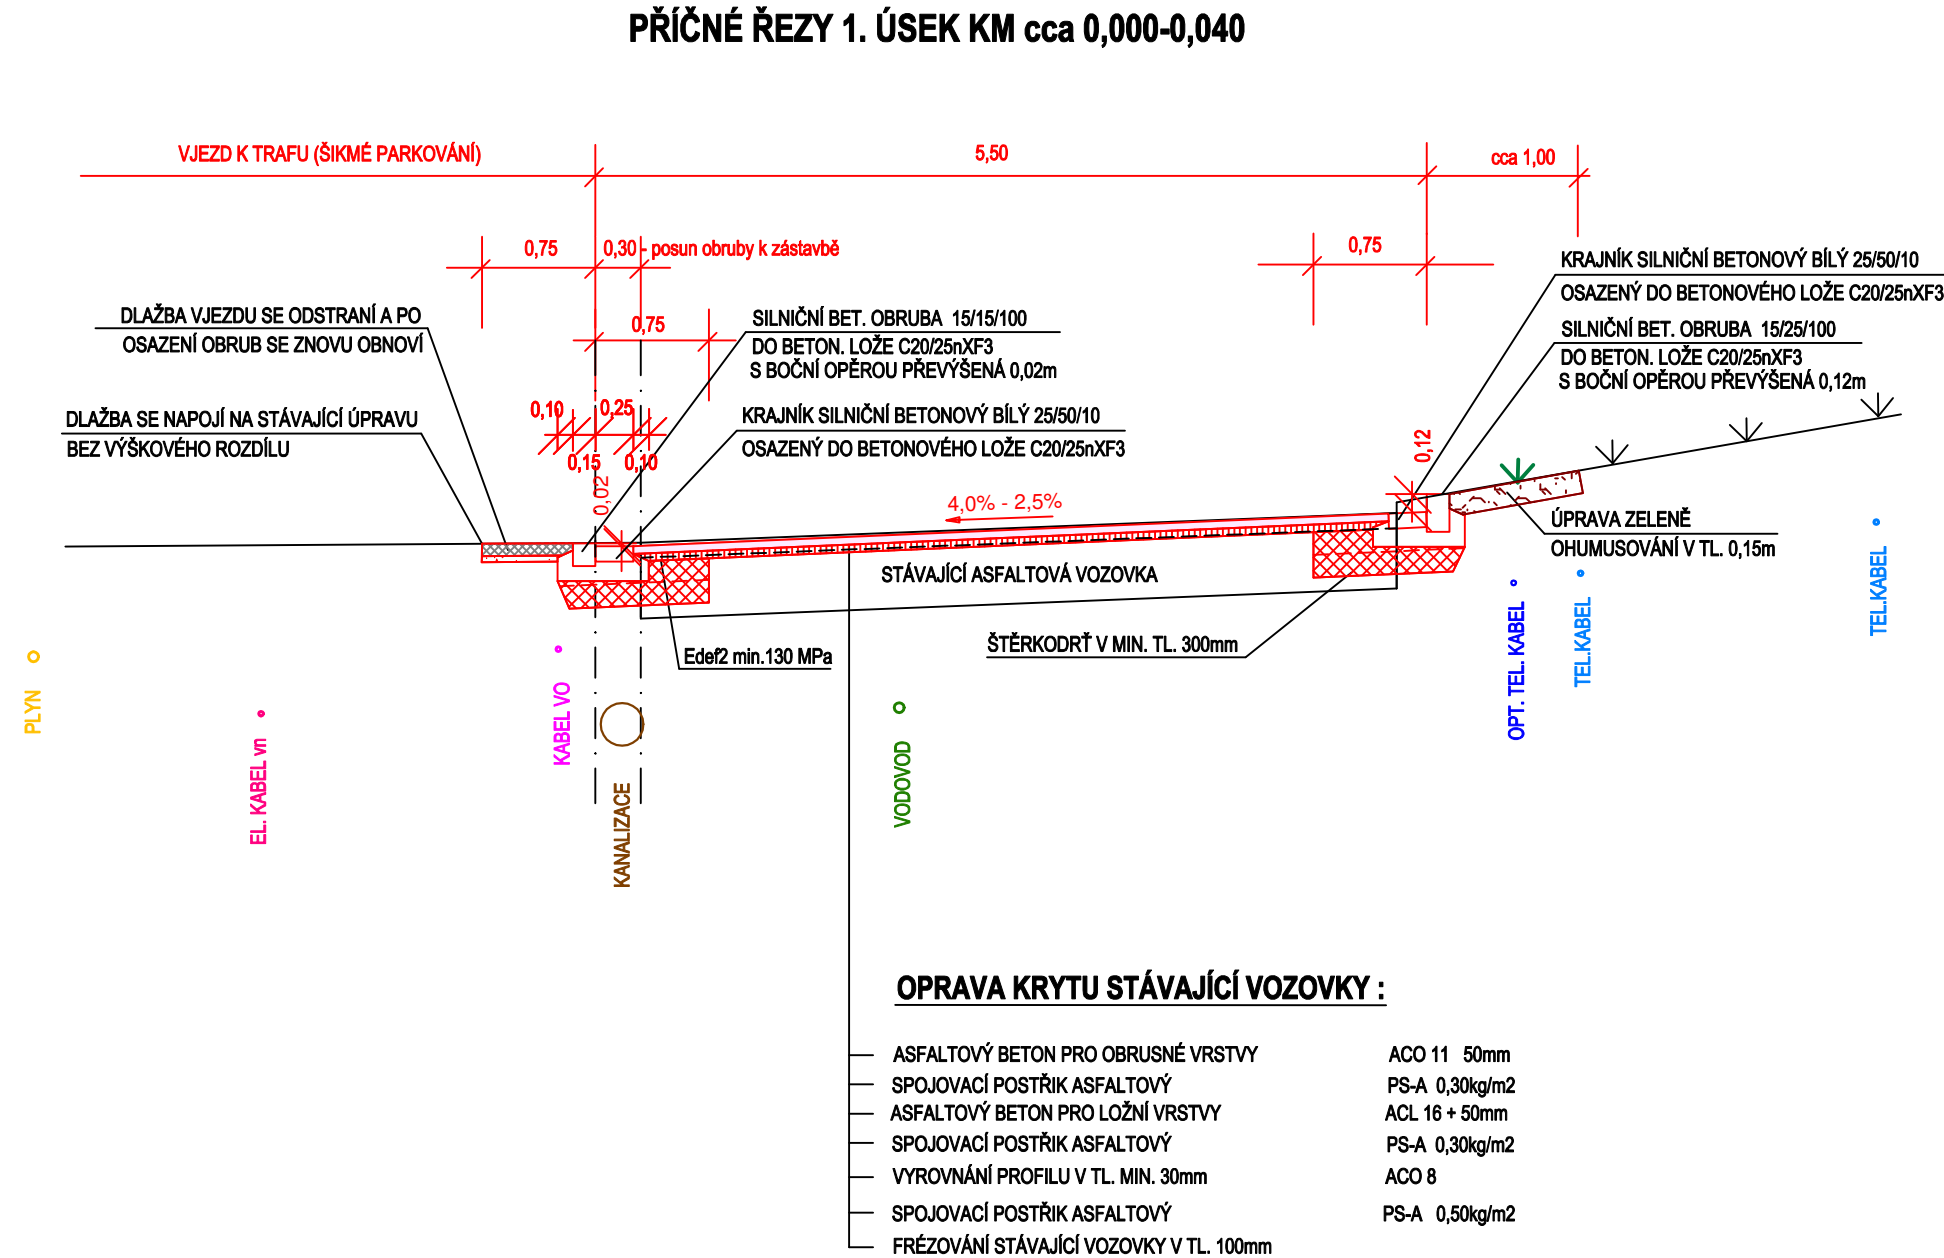 PŘÍČNÉ ŘEZY 1. ÚSEK KM cca 0,000-0,040
VJEZD K TRAFU (ŠIKMÉ PARKOVÁNÍ)
5,50
cca 1,00
0,75
0,30 - posun obruby k zástavbě
0,75
KRAJNÍK SILNIČNÍ BETONOVÝ BÍLÝ 25/50/10
OSAZENÝ DO BETONOVÉHO LOŽE C20/25nXF3
DLAŽBA VJEZDU SE ODSTRANÍ A PO
OSAZENÍ OBRUB SE ZNOVU OBNOVÍ
0,75
SILNIČNÍ BET. OBRUBA 15/15/100
DO BETON. LOŽE C20/25nXF3
S BOČNÍ OPĚROU PŘEVÝŠENÁ 0,02m
SILNIČNÍ BET. OBRUBA 15/25/100
DO BETON. LOŽE C20/25nXF3
S BOČNÍ OPĚROU PŘEVÝŠENÁ 0,12m
DLAŽBA SE NAPOJÍ NA STÁVAJÍCÍ ÚPRAVU
BEZ VÝŠKOVÉHO ROZDÍLU
0,10
0,25
0,15
0,10
0,02
KRAJNÍK SILNIČNÍ BETONOVÝ BÍLÝ 25/50/10
OSAZENÝ DO BETONOVÉHO LOŽE C20/25nXF3
0,12
4,0% - 2,5%
ÚPRAVA ZELENĚ
OHUMUSOVÁNÍ V TL. 0,15m
STÁVAJÍCÍ ASFALTOVÁ VOZOVKA
ŠTĚRKODRŤ V MIN. TL. 300mm
Edef2 min.130 MPa
PLYN
EL. KABEL vn
KABEL VO
KANALIZACE
VODOVOD
OPT. TEL. KABEL
TEL.KABEL
TEL.KABEL
OPRAVA KRYTU STÁVAJÍCÍ VOZOVKY :
ASFALTOVÝ BETON PRO OBRUSNÉ VRSTVY ACO 11 50mm
SPOJOVACÍ POSTŘIK ASFALTOVÝ PS-A 0,30kg/m2
ASFALTOVÝ BETON PRO LOŽNÍ VRSTVY ACL 16 + 50mm
SPOJOVACÍ POSTŘIK ASFALTOVÝ PS-A 0,30kg/m2
VYROVNÁNÍ PROFILU V TL. MIN. 30mm ACO 8
SPOJOVACÍ POSTŘIK ASFALTOVÝ PS-A 0,50kg/m2
FRÉZOVÁNÍ STÁVAJÍCÍ VOZOVKY V TL. 100mm